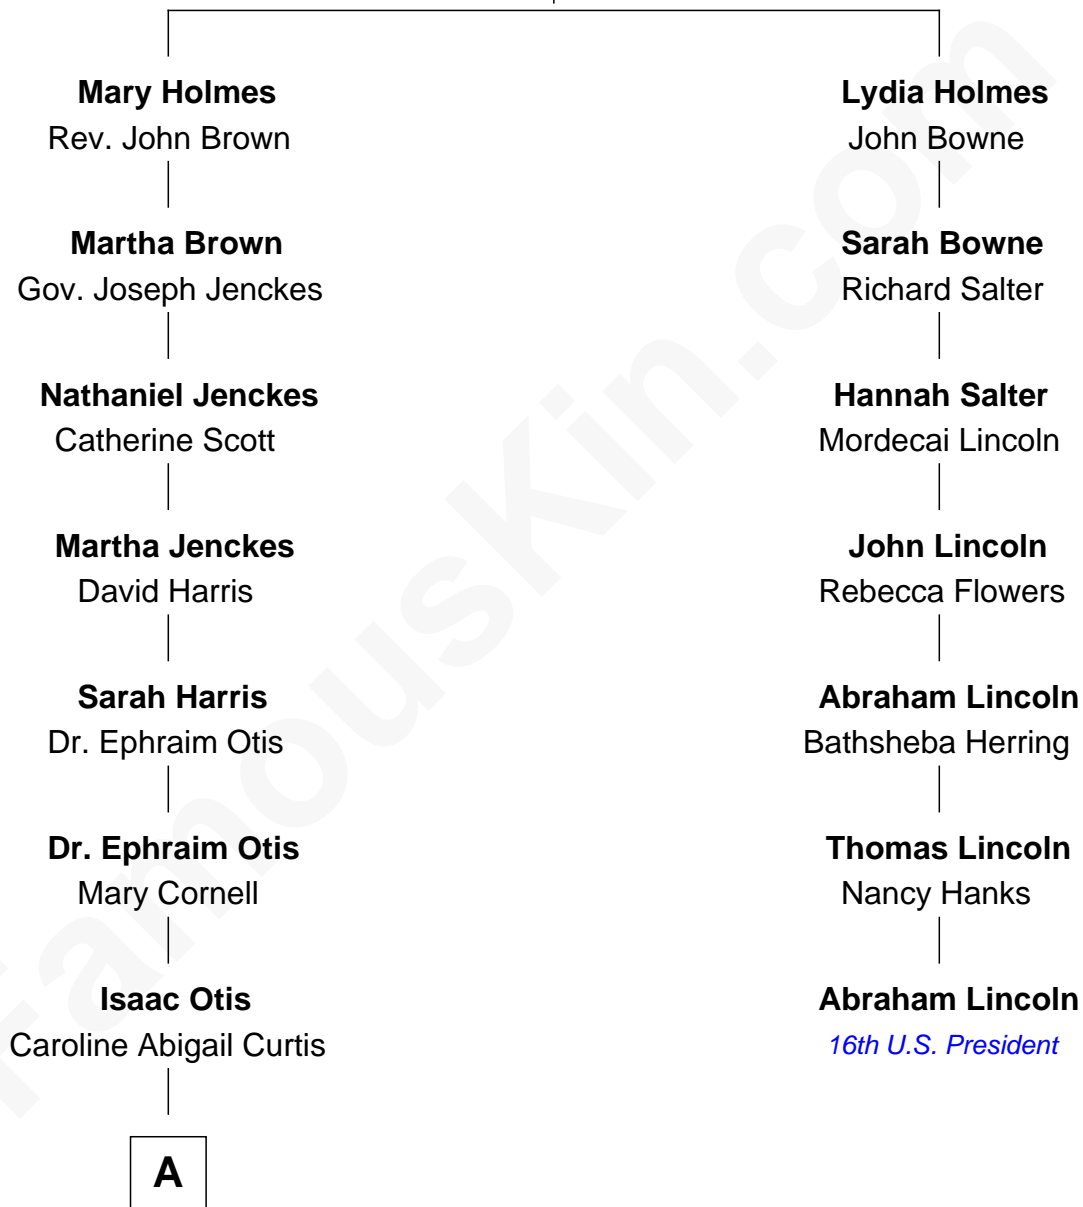 Mary Holmes
Rev. John Brown
Martha Brown
Gov. Joseph Jenckes
Nathaniel Jenckes
Catherine Scott
Martha Jenckes
David Harris
Sarah Harris
Dr. Ephraim Otis
Dr. Ephraim Otis
Mary Cornell
Isaac Otis
Caroline Abigail Curtis
A
Lydia Holmes
John Bowne
Sarah Bowne
Richard Salter
Hannah Salter
Mordecai Lincoln
John Lincoln
Rebecca Flowers
Abraham Lincoln
Bathsheba Herring
Thomas Lincoln
Nancy Hanks
Abraham Lincoln
16th U.S. President
FamousKin.com